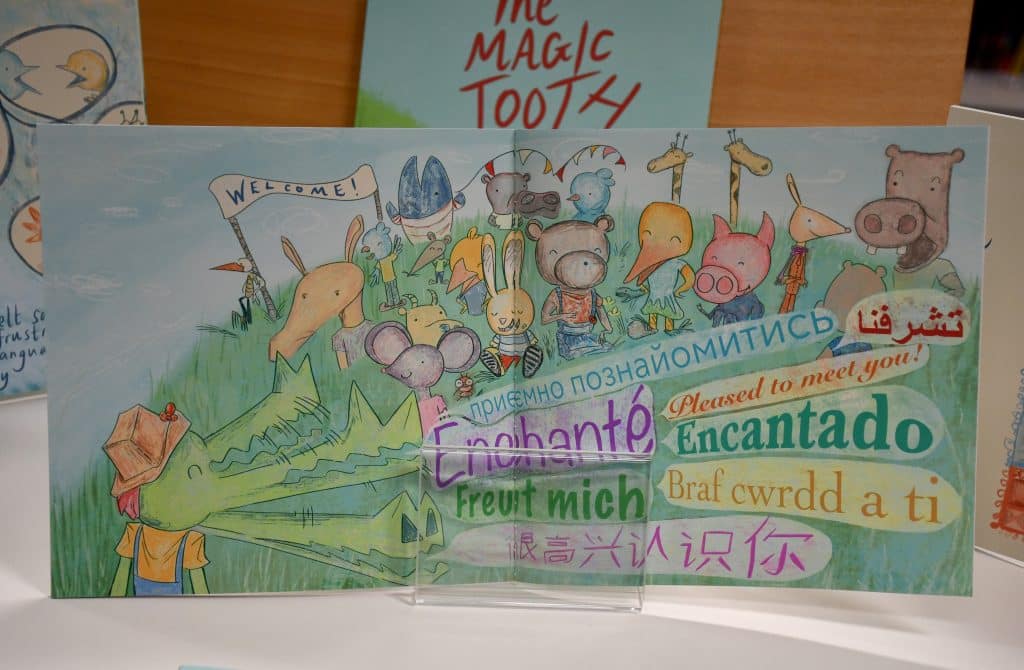 The
MAGIC
TOOTH
WELCOME!
приємно познайомитись
تشرفنا
Pleased to meet you!
Enchanté
Encantado
Freut mich
Braf cwrdd a ti
很高兴认识你